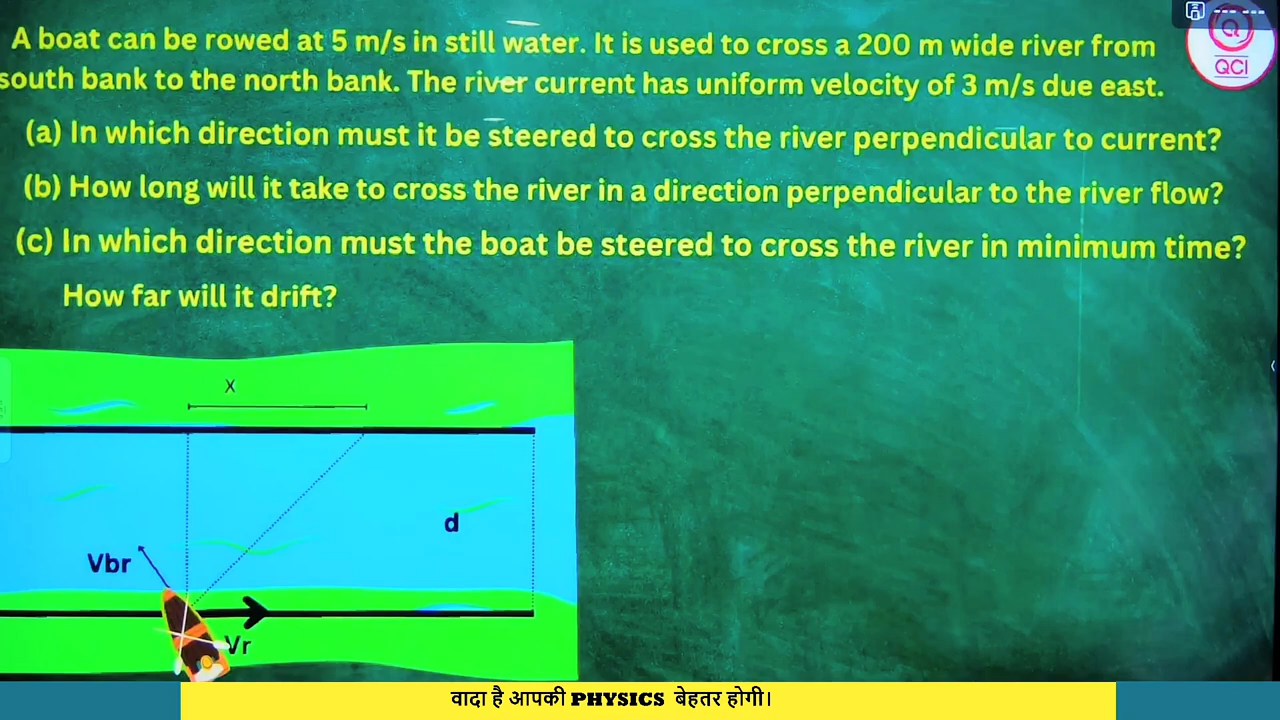 A boat can be rowed at 5 m/s in still water. It is used to cross a 200 m wide river from
south bank to the north bank. The river current has uniform velocity of 3 m/s due east.
(a) In which direction must it be steered to cross the river perpendicular to current?
(b) How long will it take to cross the river in a direction perpendicular to the river flow?
(c) In which direction must the boat be steered to cross the river in minimum time?
How far will it drift?
QCI
X
d
Vbr
Vr
वादा है आपकी PHYSICS बेहतर होगी।